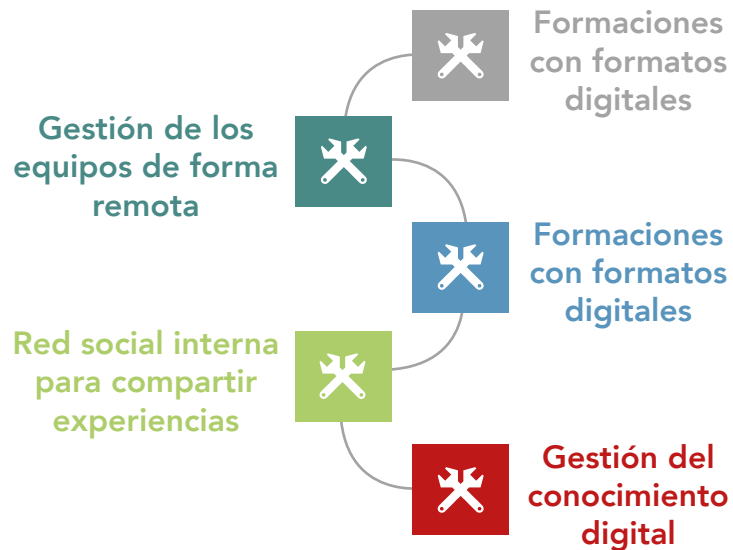 Formaciones
con formatos
digitales
Gestión de los
equipos de forma
remota
Formaciones
con formatos
digitales
Red social interna
para compartir
experiencias
Gestión del
conocimiento
digital